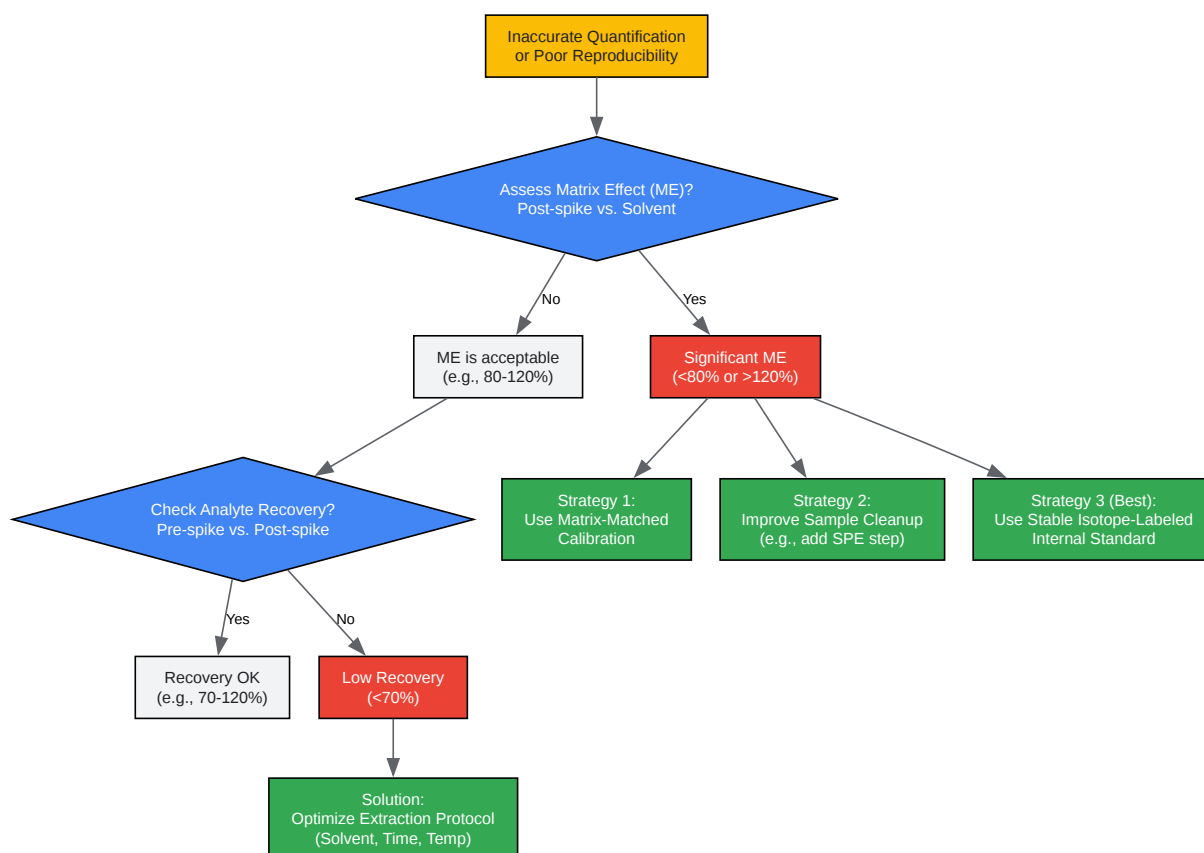 Inaccurate Quantification
or Poor Reproducibility
Assess Matrix Effect (ME)?
Post-spike vs. Solvent
No
Yes
ME is acceptable
(e.g., 80-120%)
Significant ME
(<80% or >120%)
Check Analyte Recovery?
Pre-spike vs. Post-spike
Strategy 1:
Use Matrix-Matched
Calibration
Strategy 2:
Improve Sample Cleanup
(e.g., add SPE step)
Strategy 3 (Best):
Use Stable Isotope-Labeled
Internal Standard
Yes
No
Recovery OK
(e.g., 70-120%)
Low Recovery
(<70%)
Solution:
Optimize Extraction Protocol
(Solvent, Time, Temp)